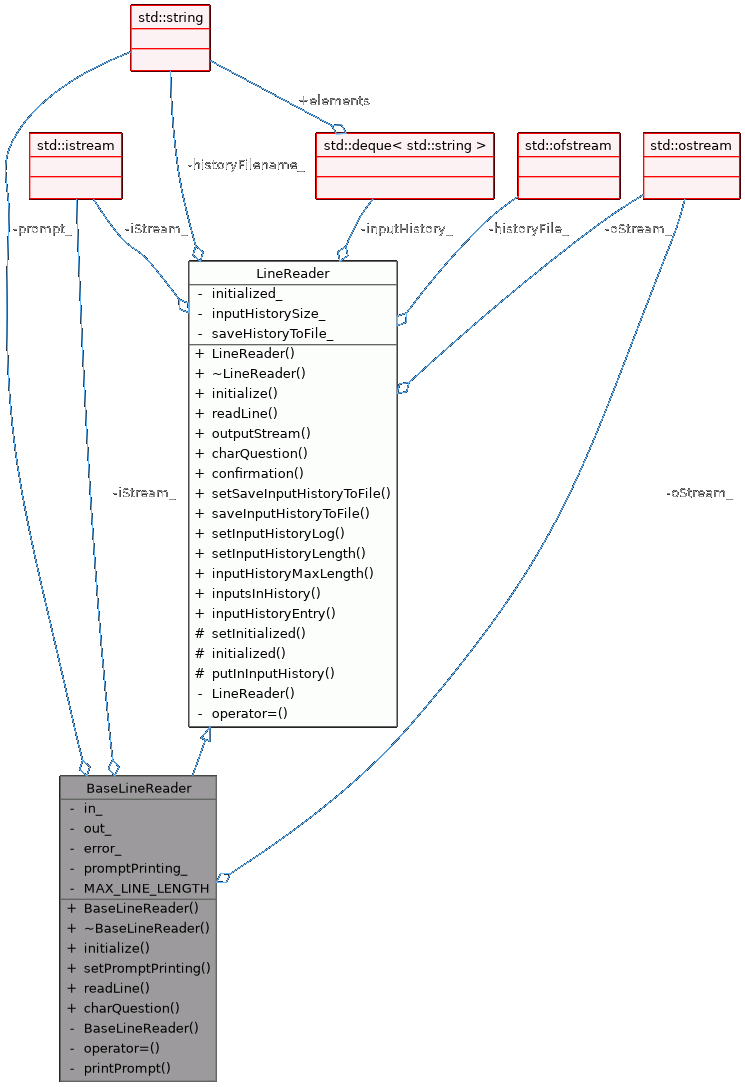 std::string
+elements
std::istream
std::deque< std::string >
std::ofstream
std::ostream
-historyFilename_
-prompt_
-iStream_
-inputHistory_
-historyFile_
-oStream_
LineReader
- initialized_
- inputHistorySize_
- saveHistoryToFile_
+ LineReader()
+ ~LineReader()
+ initialize()
+ readLine()
+ outputStream()
+ charQuestion()
+ confirmation()
+ setSaveInputHistoryToFile()
+ saveInputHistoryToFile()
+ setInputHistoryLog()
+ setInputHistoryLength()
+ inputHistoryMaxLength()
+ inputsInHistory()
+ inputHistoryEntry()
# setInitialized()
# initialized()
# putInInputHistory()
- LineReader()
- operator=()
-iStream_
-oStream_
BaseLineReader
- in_
- out_
- error_
- promptPrinting_
- MAX_LINE_LENGTH
+ BaseLineReader()
+ ~BaseLineReader()
+ initialize()
+ setPromptPrinting()
+ readLine()
+ charQuestion()
- BaseLineReader()
- operator=()
- printPrompt()